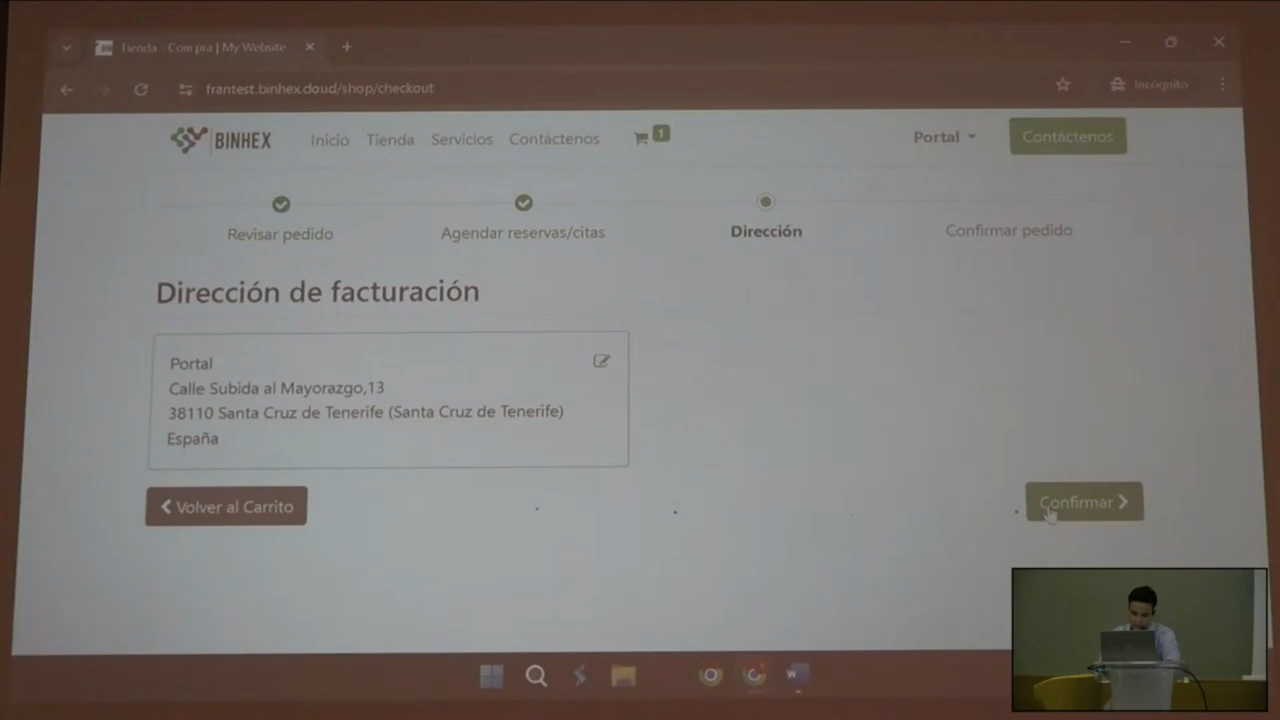 Tienda - Compra | My Website
frantest.binhex.cloud/shop/checkout
Incógnito
BINHEX
Inicio
Tienda
Servicios
Contáctenos
1
Portal
Contáctenos
Revisar pedido
Agendar reservas/citas
Dirección
Confirmar pedido
Dirección de facturación
Portal
Calle Subida al Mayorazgo,13
38110 Santa Cruz de Tenerife (Santa Cruz de Tenerife)
España
Volver al Carrito
Confirmar
W